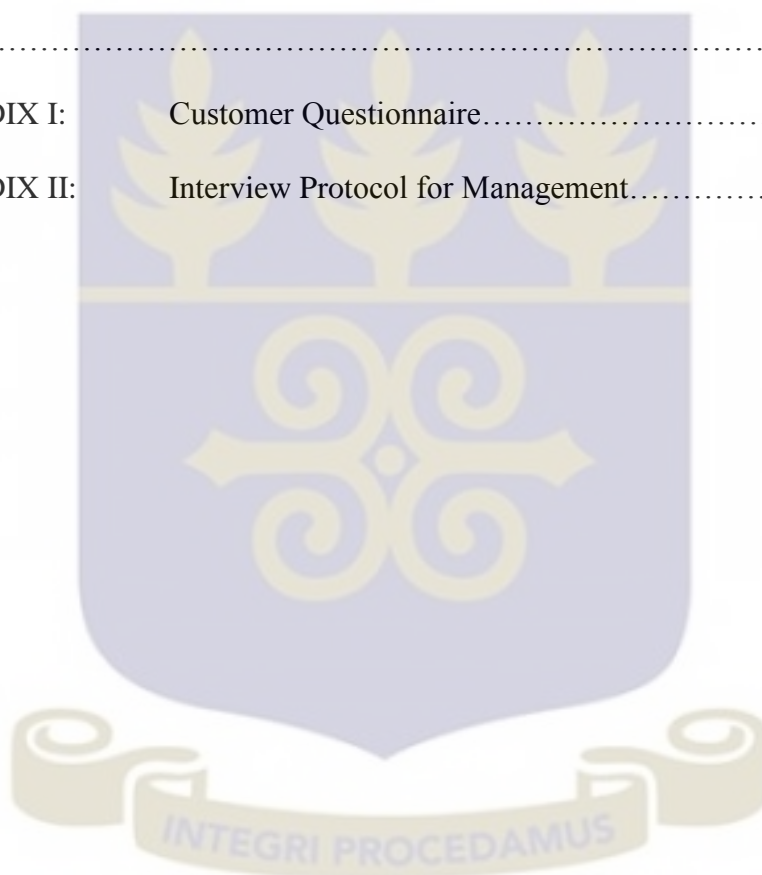 ………………………………………………………………………
DIX I: Customer Questionnaire………………………
DIX II: Interview Protocol for Management……………
INTEGRI PROCEDAMUS